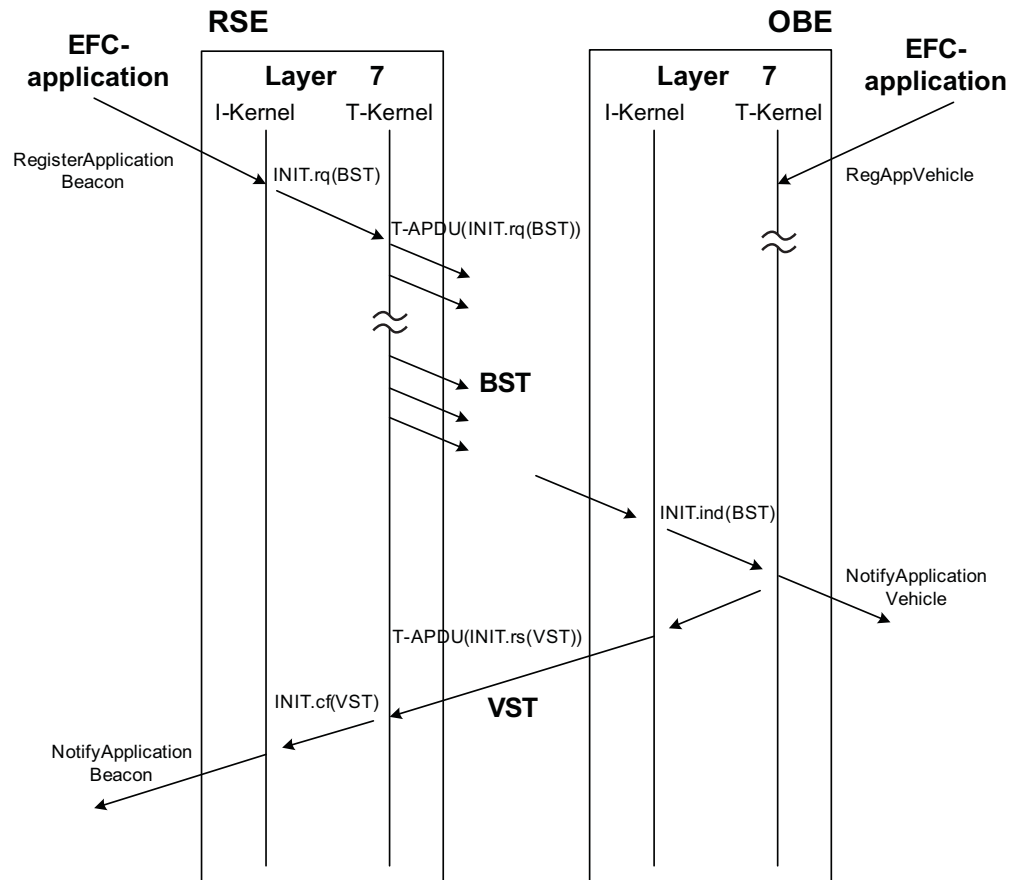 RSE
OBE
EFC-
application
EFC-
application
Layer 7
Layer 7
I-Kernel
T-Kernel
I-Kernel
T-Kernel
RegisterApplication
Beacon
INIT.rq(BST)
RegAppVehicle
T-APDU(INIT.rq(BST))
BST
INIT.ind(BST)
NotifyApplication
Vehicle
T-APDU(INIT.rs(VST))
INIT.cf(VST)
VST
NotifyApplication
Beacon